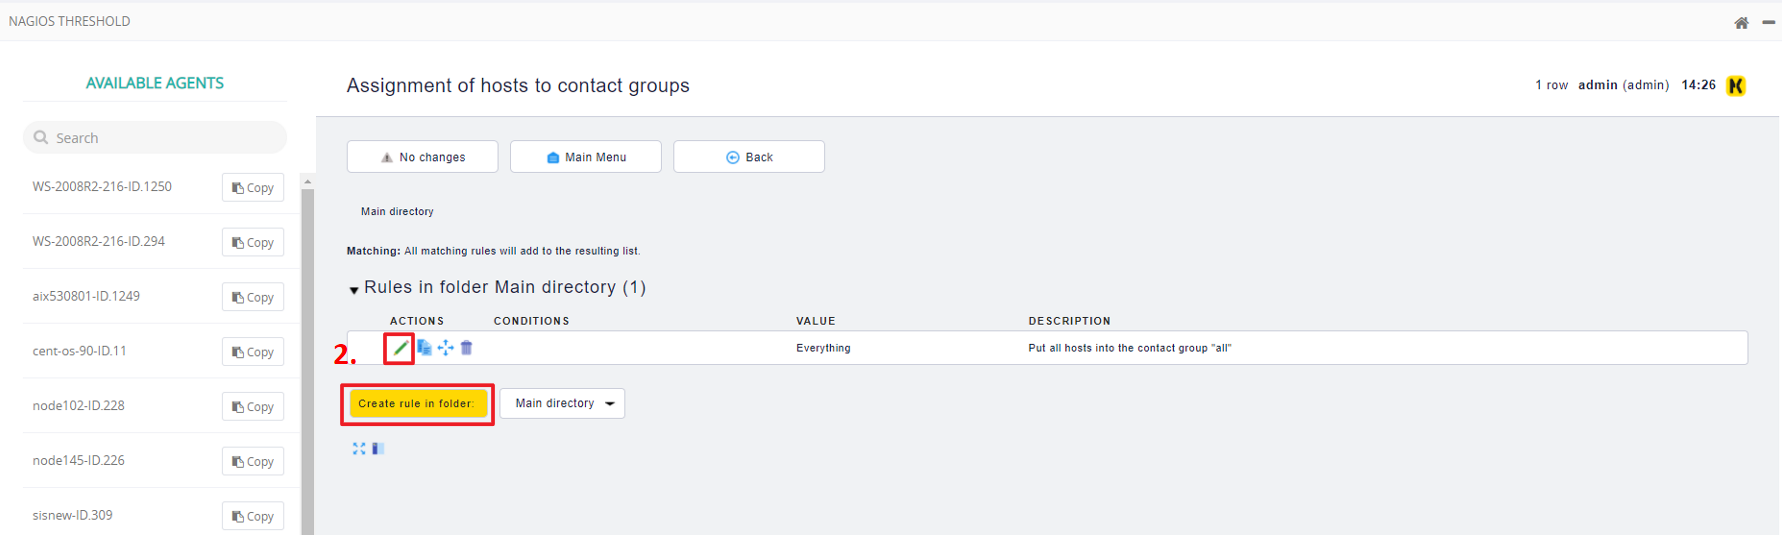 NAGIOS THRESHOLD
AVAILABLE AGENTS
Search
WS-2008R2-216-ID.1250 Copy
WS-2008R2-216-ID.294 Copy
aix530801-ID.1249 Copy
cent-os-90-ID.11 Copy
node102-ID.228 Copy
node145-ID.226 Copy
sisnew-ID.309 Copy
Assignment of hosts to contact groups
1 row admin (admin) 14:26
No changes Main Menu Back
Main directory
Matching: All matching rules will add to the resulting list.
Rules in folder Main directory (1)
ACTIONS CONDITIONS VALUE DESCRIPTION
2. Everything Put all hosts into the contact group "all"
Create rule in folder: Main directory